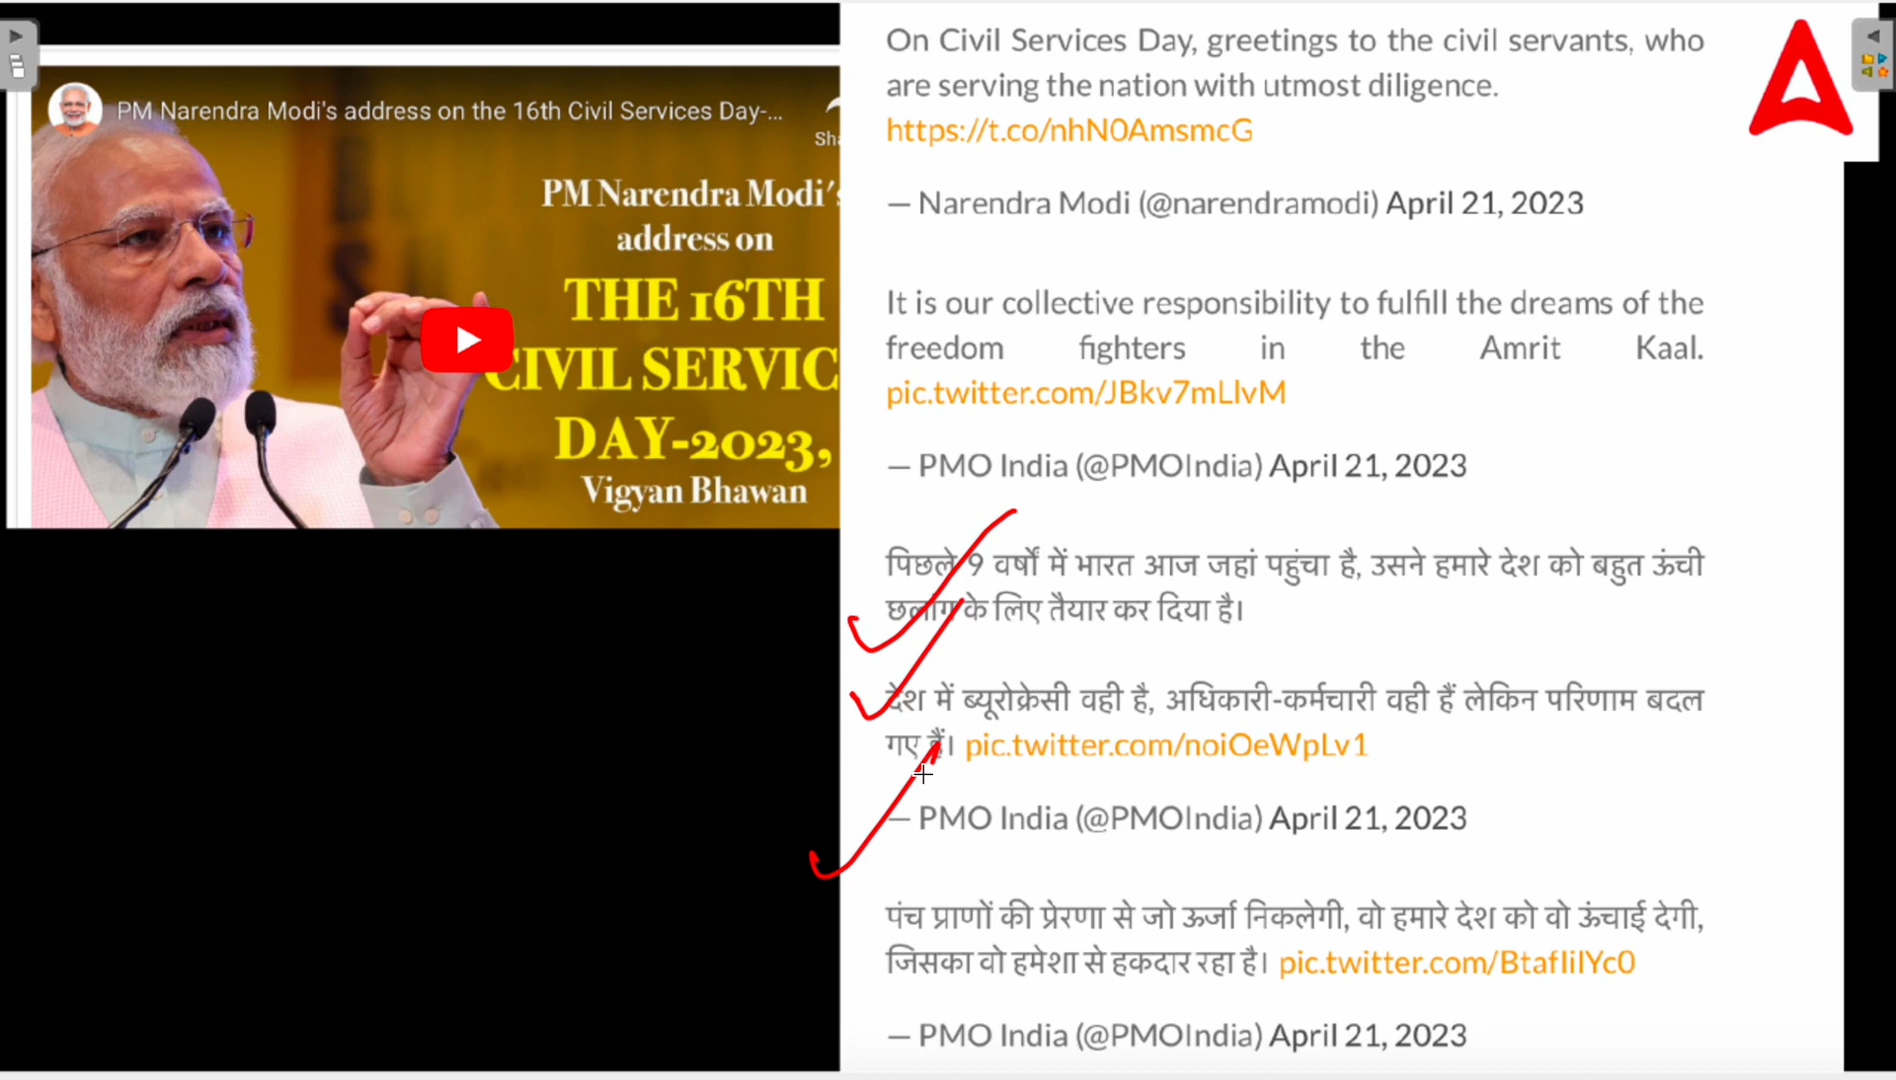 PM Narendra Modi's address on the 16th Civil Services Day-...
PM Narendra Modi's
address on
THE 16TH
CIVIL SERVIC
DAY-2023,
Vigyan Bhawan
On Civil Services Day, greetings to the civil servants, who
are serving the nation with utmost diligence.
https://t.co/nhN0AmsmcG
— Narendra Modi (@narendramodi) April 21, 2023
It is our collective responsibility to fulfill the dreams of the
freedom fighters in the Amrit Kaal.
pic.twitter.com/JBkv7mLlvM
— PMO India (@PMOIndia) April 21, 2023
पिछले 9 वर्षों में भारत आज जहां पहुंचा है, उसने हमारे देश को बहुत ऊंची
छलांग के लिए तैयार कर दिया है।
देश में ब्यूरोक्रेसी वही है, अधिकारी-कर्मचारी वही हैं लेकिन परिणाम बदल
गए हैं। pic.twitter.com/noiOeWpLv1
— PMO India (@PMOIndia) April 21, 2023
पंच प्राणों की प्रेरणा से जो ऊर्जा निकलेगी, वो हमारे देश को वो ऊंचाई देगी,
जिसका वो हमेशा से हकदार रहा है। pic.twitter.com/BtafIilYc0
— PMO India (@PMOIndia) April 21, 2023